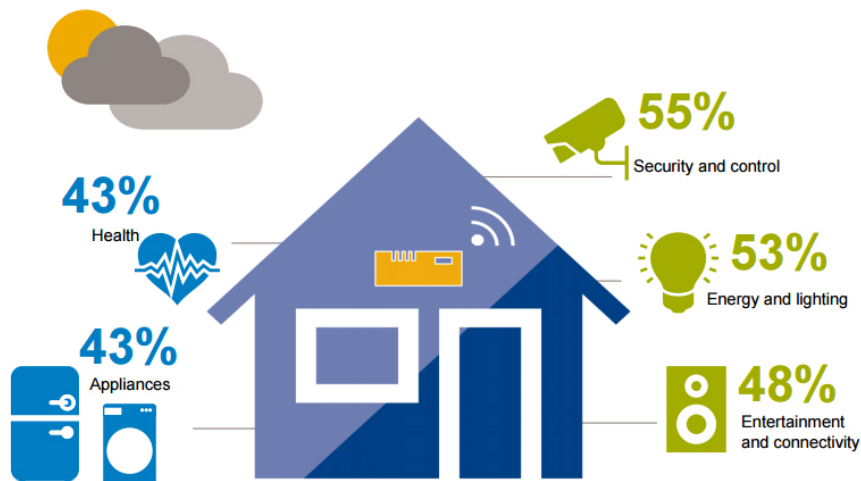 55%
Security and control
43%
Health
53%
Energy and lighting
43%
Appliances
48%
Entertainment
and connectivity